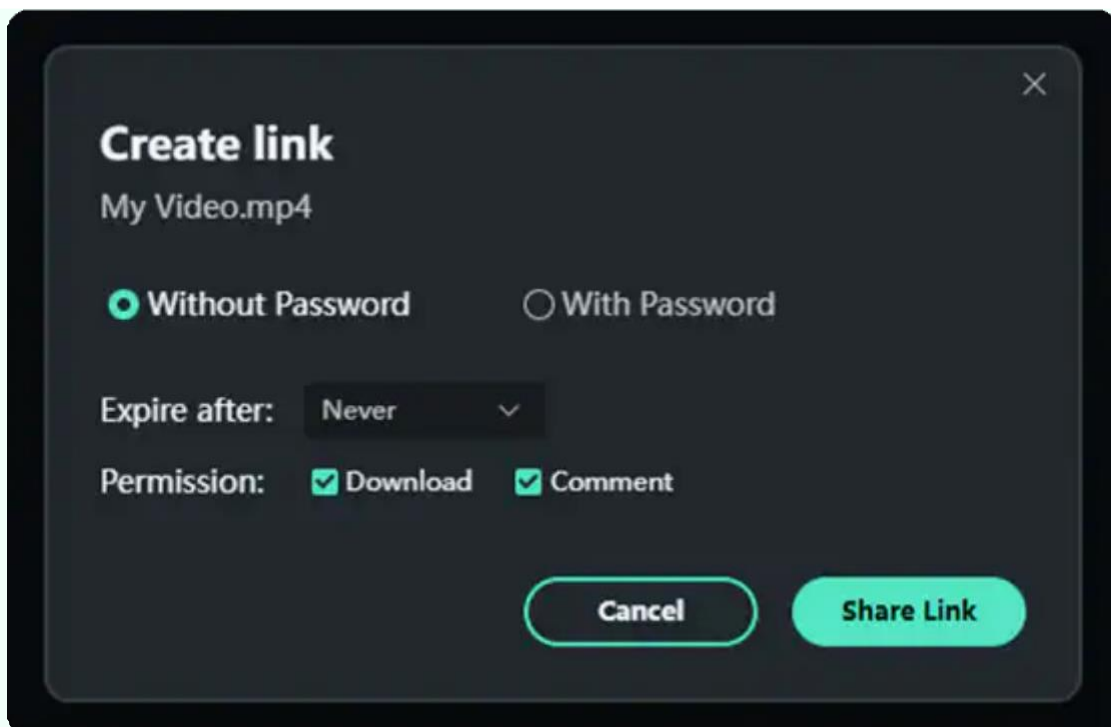 Create link
My Video.mp4
Without Password With Password
Expire after: Never
Permission: Download Comment
Cancel Share Link